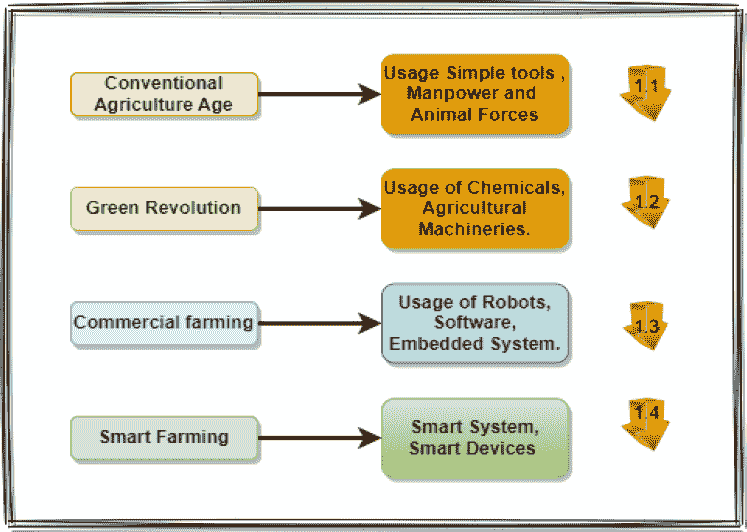 Conventional
Agriculture Age
Usage Simple tools ,
Manpower and
Animal Forces
1.1
Green Revolution
Usage of Chemicals,
Agricultural
Machineries.
1.2
Commercial farming
Usage of Robots,
Software,
Embedded System.
1.3
Smart Farming
Smart System,
Smart Devices
1.4